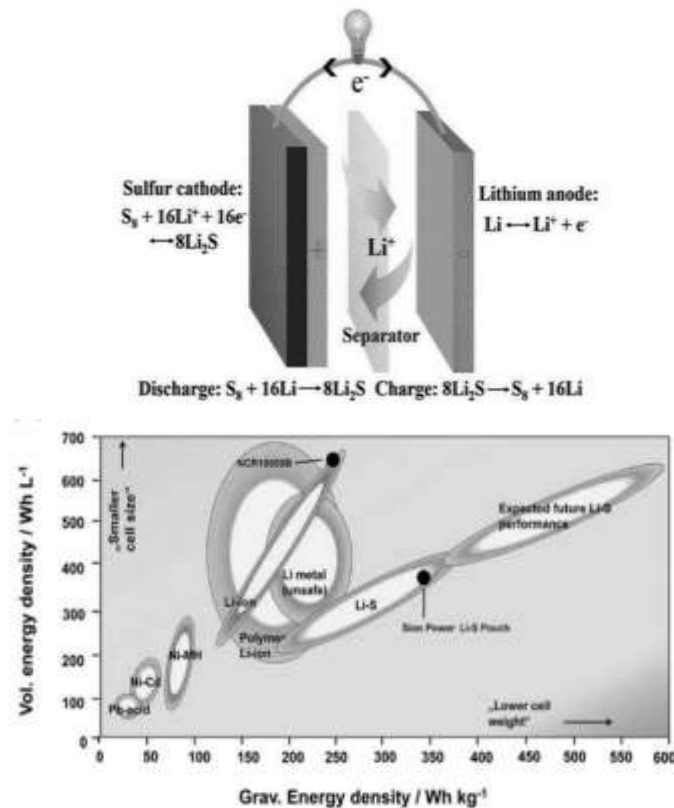 e⁻
Sulfur cathode:
S₈ + 16Li⁺ + 16e⁻
↔8Li₂S
Lithium anode:
Li ↔ Li⁺ + e⁻
Li⁺
Separator
Discharge: S₈ + 16Li → 8Li₂S Charge: 8Li₂S → S₈ + 16Li
Vol. energy density / Wh L⁻¹
700
600
500
400
300
200
100
0
„Smaller
cell size“
Expected future Li-S
performance
Li metal
(unsafe)
Li-ion
Li-S
Sion Power Li-S Pouch
Polymer
Li-ion
Ni-MH
Ni-Cd
Pb-acid
„Lower cell
weight“
0 50 100 150 200 250 300 350 400 450 500 550 600
Grav. Energy density / Wh kg⁻¹